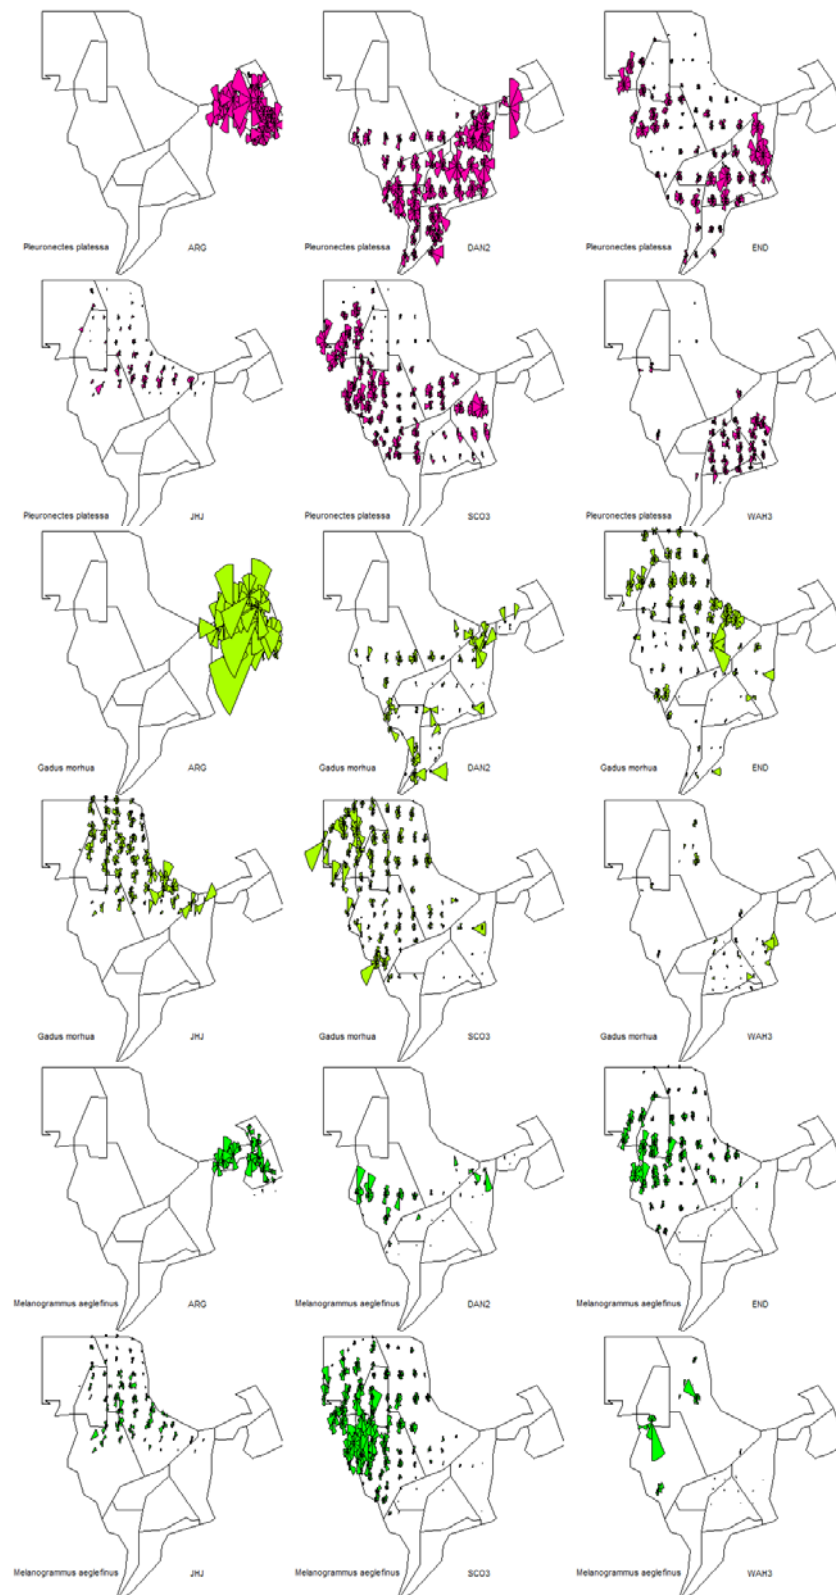 Pleuronectes platessa ARG
Pleuronectes platessa DAN2
Pleuronectes platessa END
Pleuronectes platessa JHJ
Pleuronectes platessa SCO3
Pleuronectes platessa WAH3
Gadus morhua ARG
Gadus morhua DAN2
Gadus morhua END
Gadus morhua JHJ
Gadus morhua SCO3
Gadus morhua WAH3
Melanogrammus aeglefinus ARG
Melanogrammus aeglefinus DAN2
Melanogrammus aeglefinus END
Melanogrammus aeglefinus JHJ
Melanogrammus aeglefinus SCO3
Melanogrammus aeglefinus WAH3